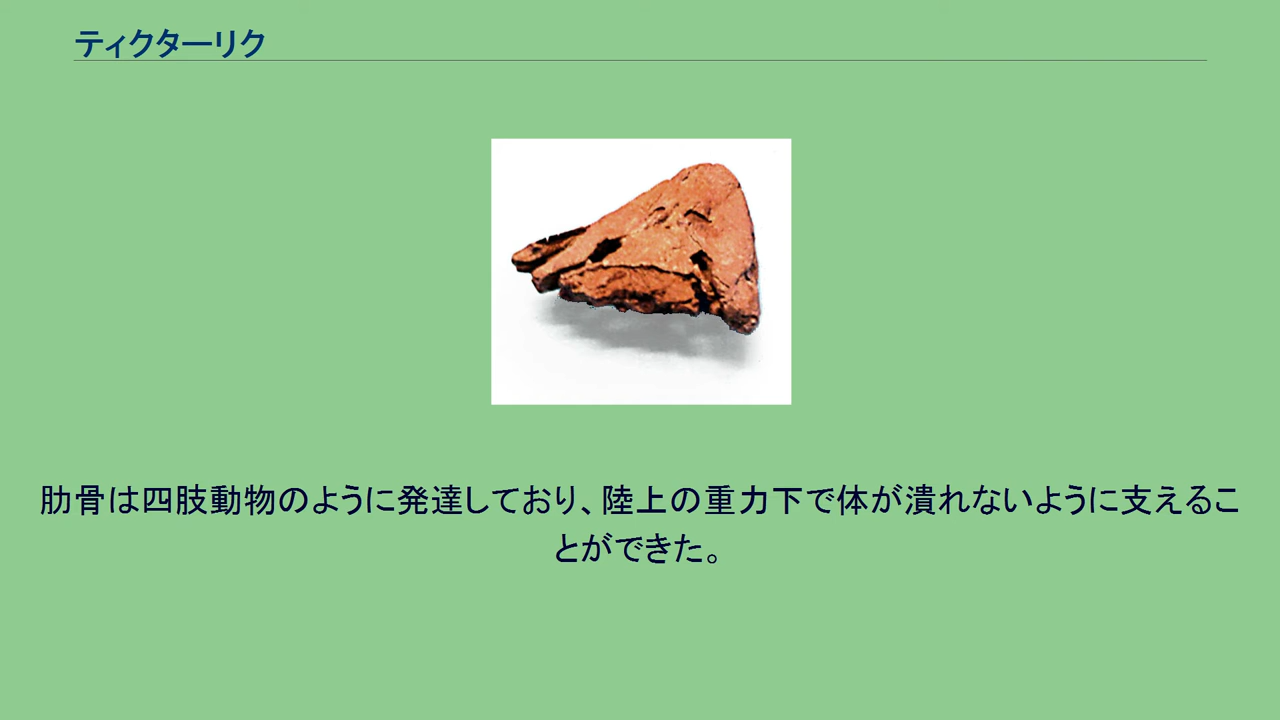 ティクターリク
肋骨は四肢動物のように発達しており、陸上の重力下で体が潰れないように支えるこ
とができた。